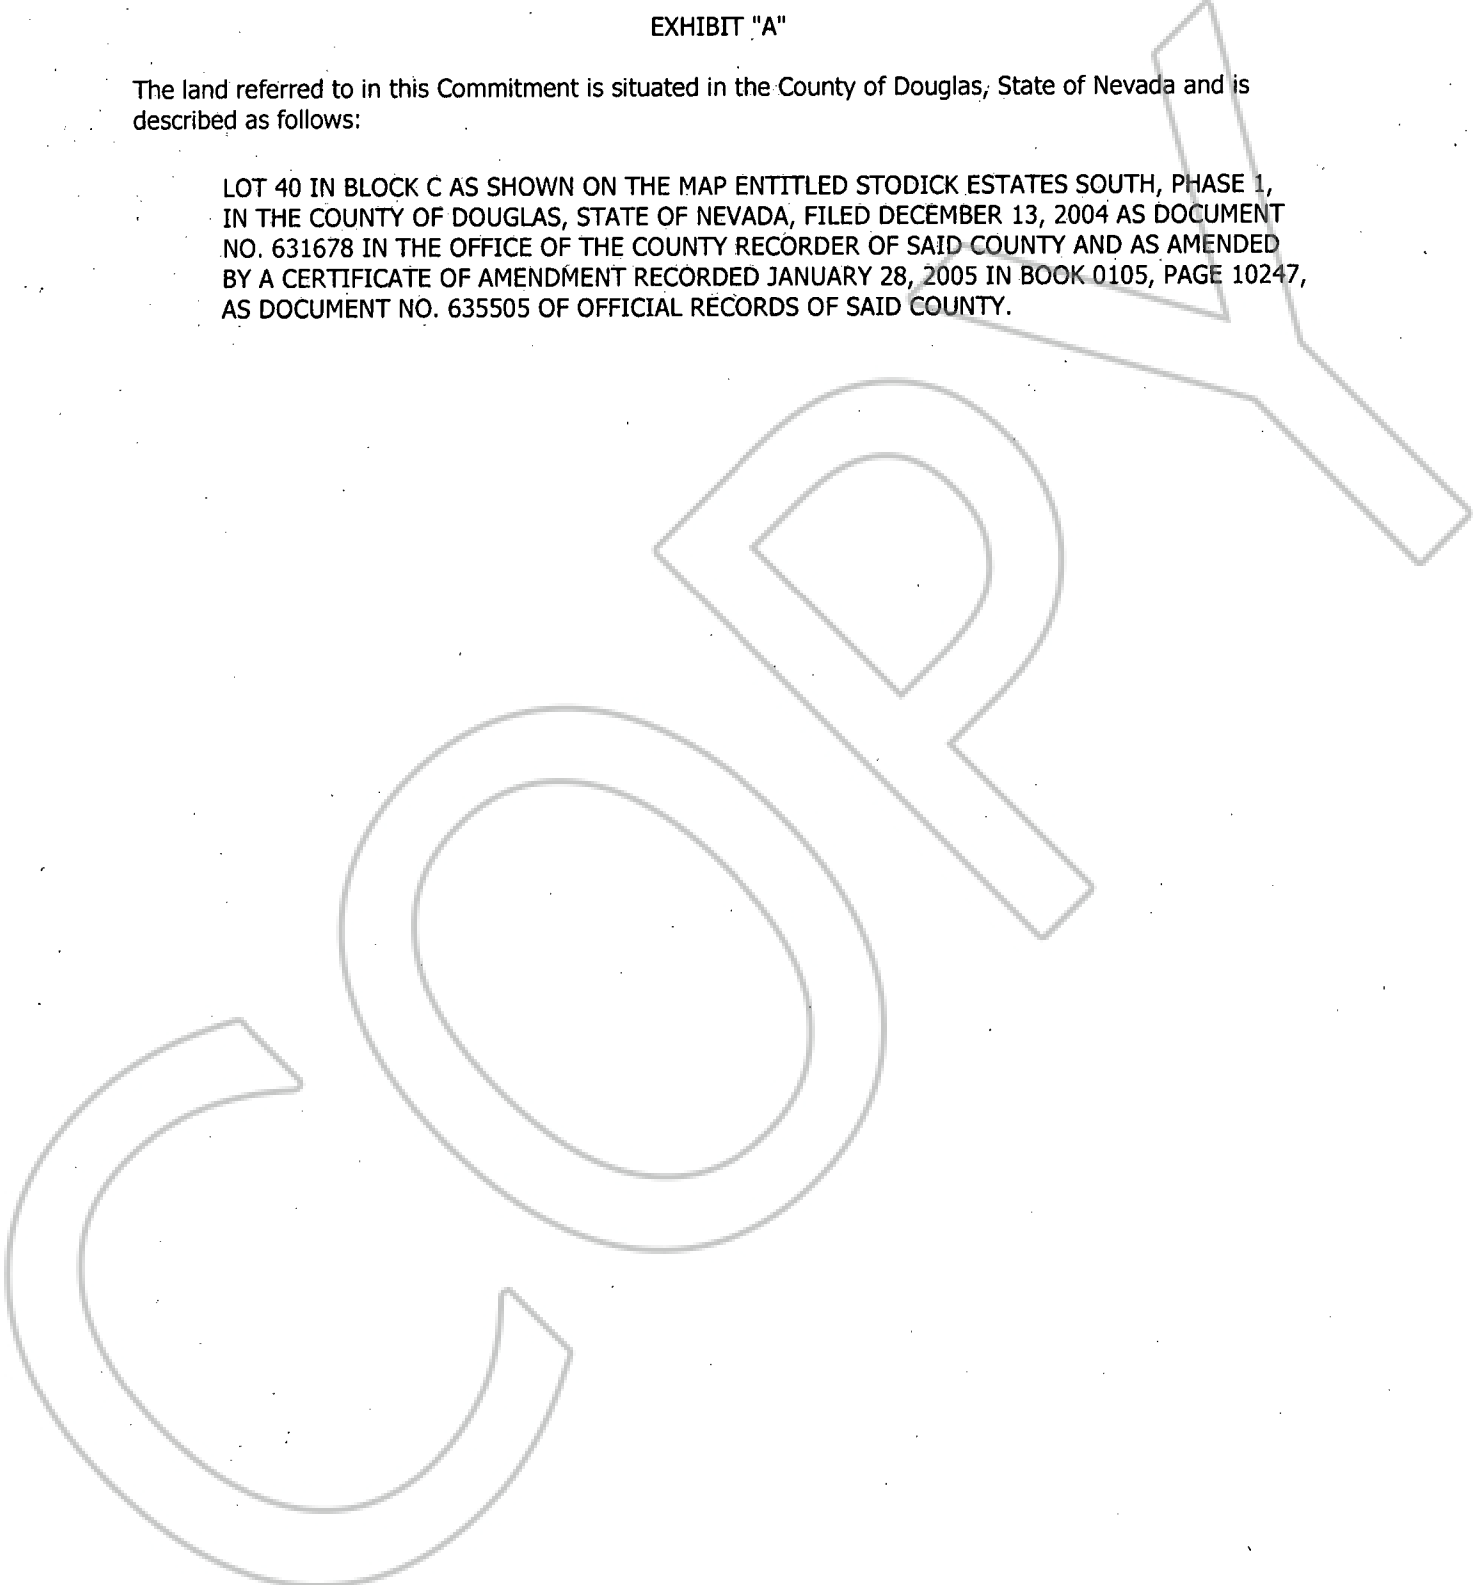 EXHIBIT "A"
The land referred to in this Commitment is situated in the County of Douglas, State of Nevada and is
described as follows:
LOT 40 IN BLOCK C AS SHOWN ON THE MAP ENTITLED STODICK ESTATES SOUTH, PHASE 1,
IN THE COUNTY OF DOUGLAS, STATE OF NEVADA, FILED DECEMBER 13, 2004 AS DOCUMENT
NO. 631678 IN THE OFFICE OF THE COUNTY RECORDER OF SAID COUNTY AND AS AMENDED
BY A CERTIFICATE OF AMENDMENT RECORDED JANUARY 28, 2005 IN BOOK 0105, PAGE 10247,
AS DOCUMENT NO. 635505 OF OFFICIAL RECORDS OF SAID COUNTY.
COPY